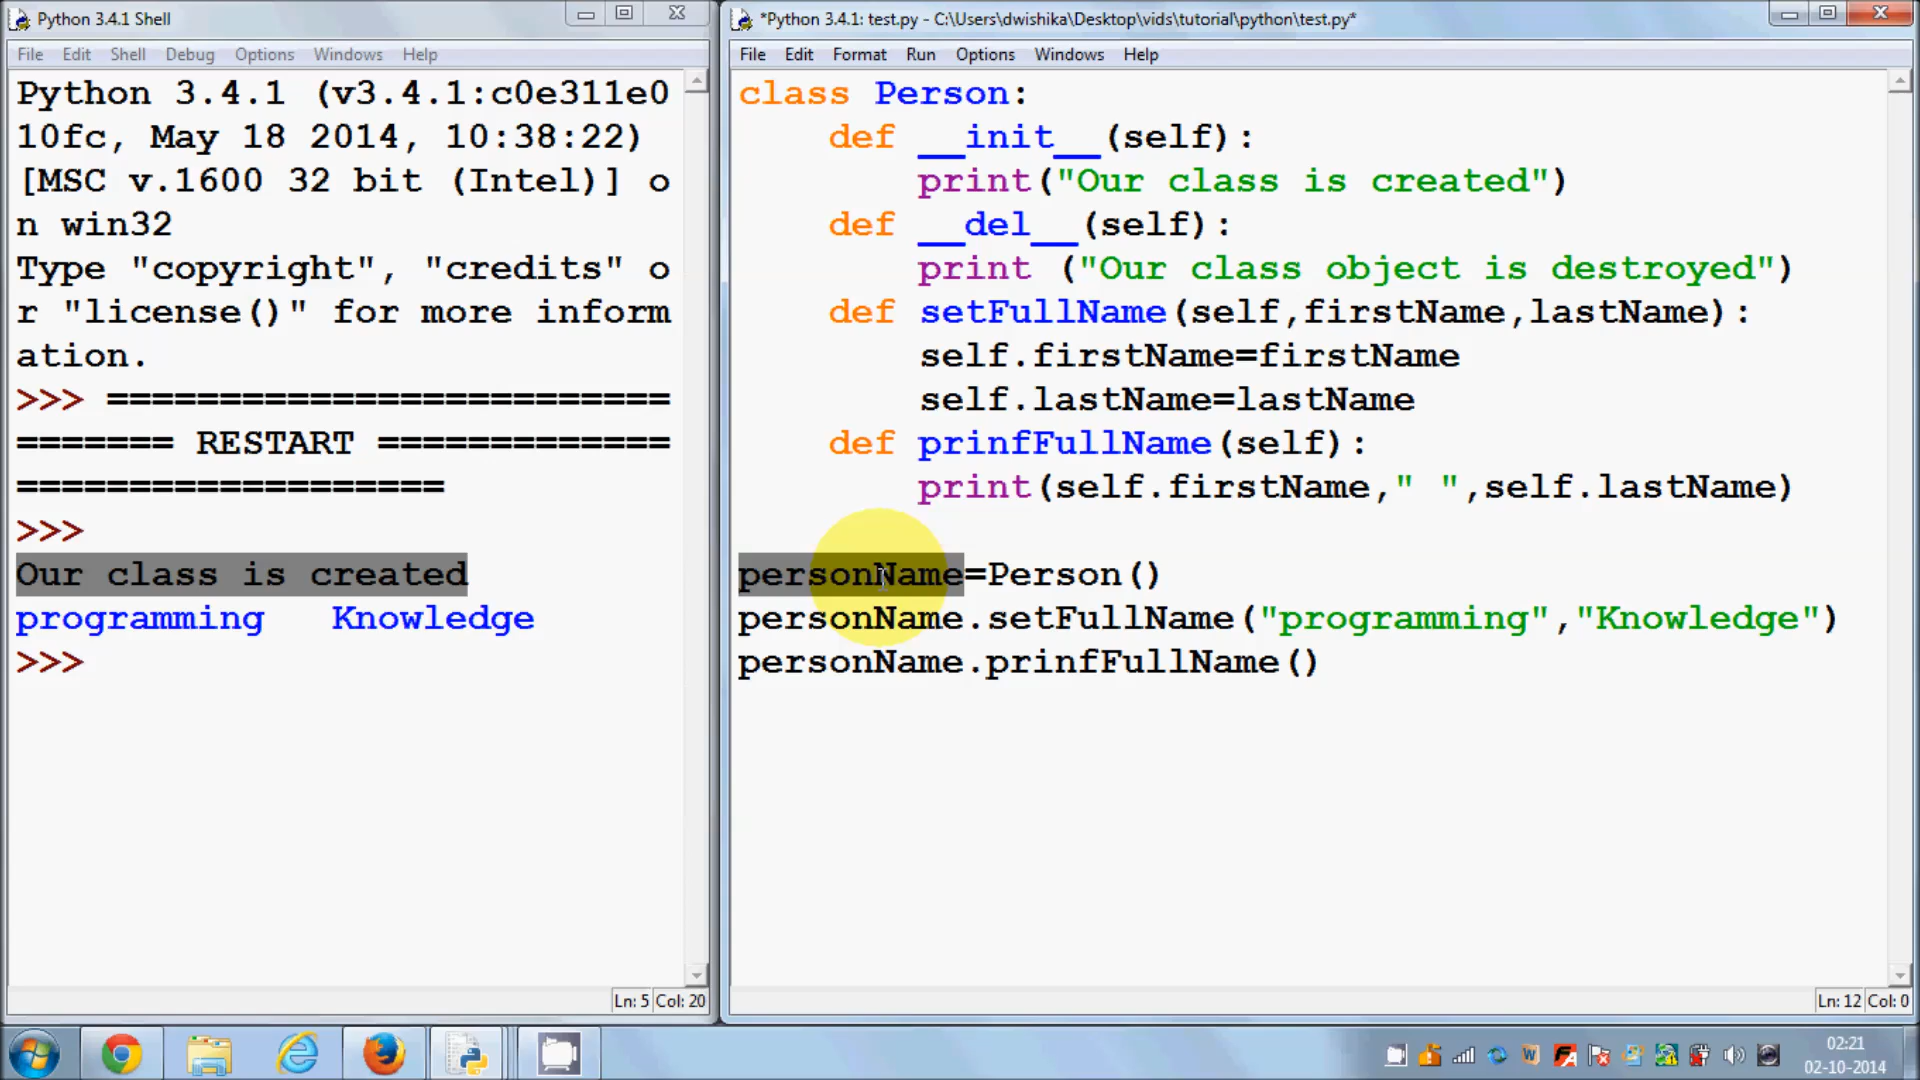 Python 3.4.1 Shell
File Edit Shell Debug Options Windows Help
Python 3.4.1 (v3.4.1:c0e311e0
10fc, May 18 2014, 10:38:22)
[MSC v.1600 32 bit (Intel)] o
n win32
Type "copyright", "credits" o
r "license()" for more inform
ation.
>>> =========================
======= RESTART =============
===================
>>>
Our class is created
programming   Knowledge
>>>
Ln: 5 Col: 20
*Python 3.4.1: test.py - C:\Users\dwishika\Desktop\vids\tutorial\python\test.py*
File Edit Format Run Options Windows Help
class Person:
    def __init__(self):
        print("Our class is created")
    def __del__(self):
        print ("Our class object is destroyed")
    def setFullName(self,firstName,lastName):
        self.firstName=firstName
        self.lastName=lastName
    def prinfFullName(self):
        print(self.firstName," ",self.lastName)
personName=Person()
personName.setFullName("programming","Knowledge")
personName.prinfFullName()
Ln: 12 Col: 0
02:21
02-10-2014